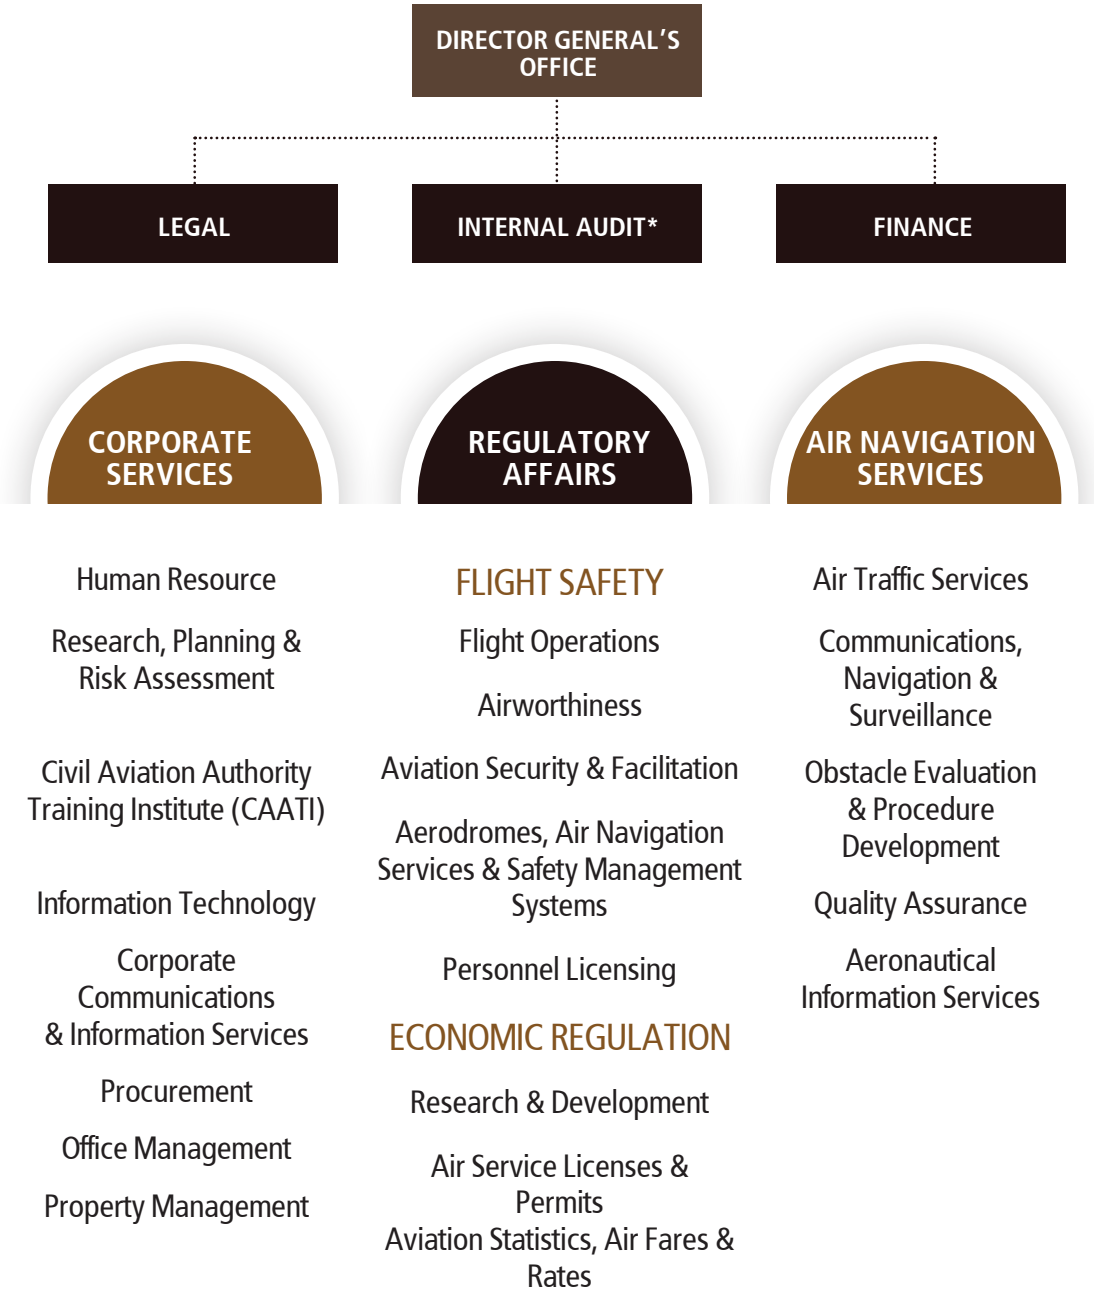 DIRECTOR GENERAL’S
OFFICE
LEGAL
INTERNAL AUDIT*
FINANCE
CORPORATE
SERVICES
Human Resource
Research, Planning &
Risk Assessment
Civil Aviation Authority
Training Institute (CAATI)
Information Technology
Corporate
Communications
& Information Services
Procurement
Office Management
Property Management
REGULATORY
AFFAIRS
FLIGHT SAFETY
Flight Operations
Airworthiness
Aviation Security & Facilitation
Aerodromes, Air Navigation
Services & Safety Management
Systems
Personnel Licensing
ECONOMIC REGULATION
Research & Development
Air Service Licenses &
Permits
Aviation Statistics, Air Fares &
Rates
AIR NAVIGATION
SERVICES
Air Traffic Services
Communications,
Navigation &
Surveillance
Obstacle Evaluation
& Procedure
Development
Quality Assurance
Aeronautical
Information Services